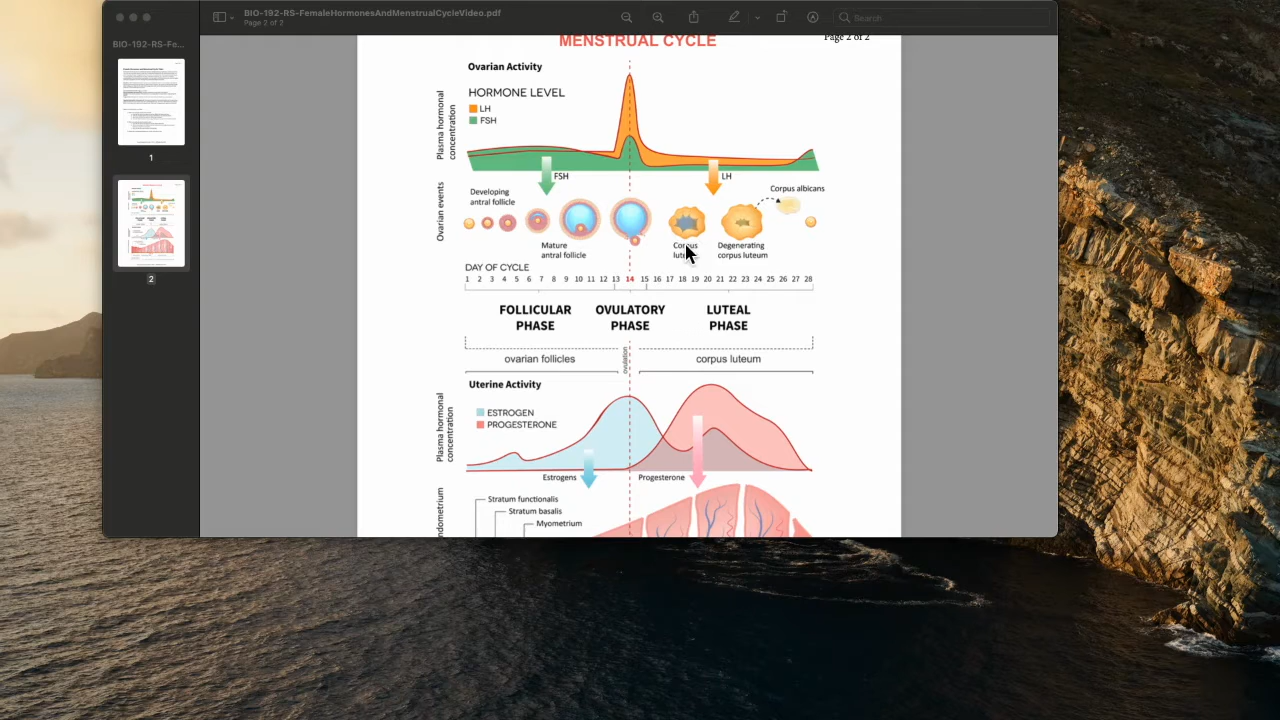 BIO-192-RS-FemaleHormonesAndMenstrualCycleVideo.pdf
Page 2 of 2
Search
BIO-192-RS-Fe...
1
2
Page 2 of 2
MENSTRUAL CYCLE
Ovarian Activity
HORMONE LEVEL
LH
FSH
Plasma hormonal
concentration
FSH
LH
Ovarian events
Developing
antral follicle
Corpus albicans
Mature
antral follicle
Corpus
Degenerating
corpus luteum
DAY OF CYCLE
1 2 3 4 5 6 7 8 9 10 11 12 13 14 15 16 17 18 19 20 21 22 23 24 25 26 27 28
FOLLICULAR
PHASE
OVULATORY
PHASE
LUTEAL
PHASE
ovarian follicles
ovulation
corpus luteum
Uterine Activity
ESTROGEN
PROGESTERONE
Plasma hormonal
concentration
Estrogens
Progesterone
Stratum functionalis
Stratum basalis
Myometrium